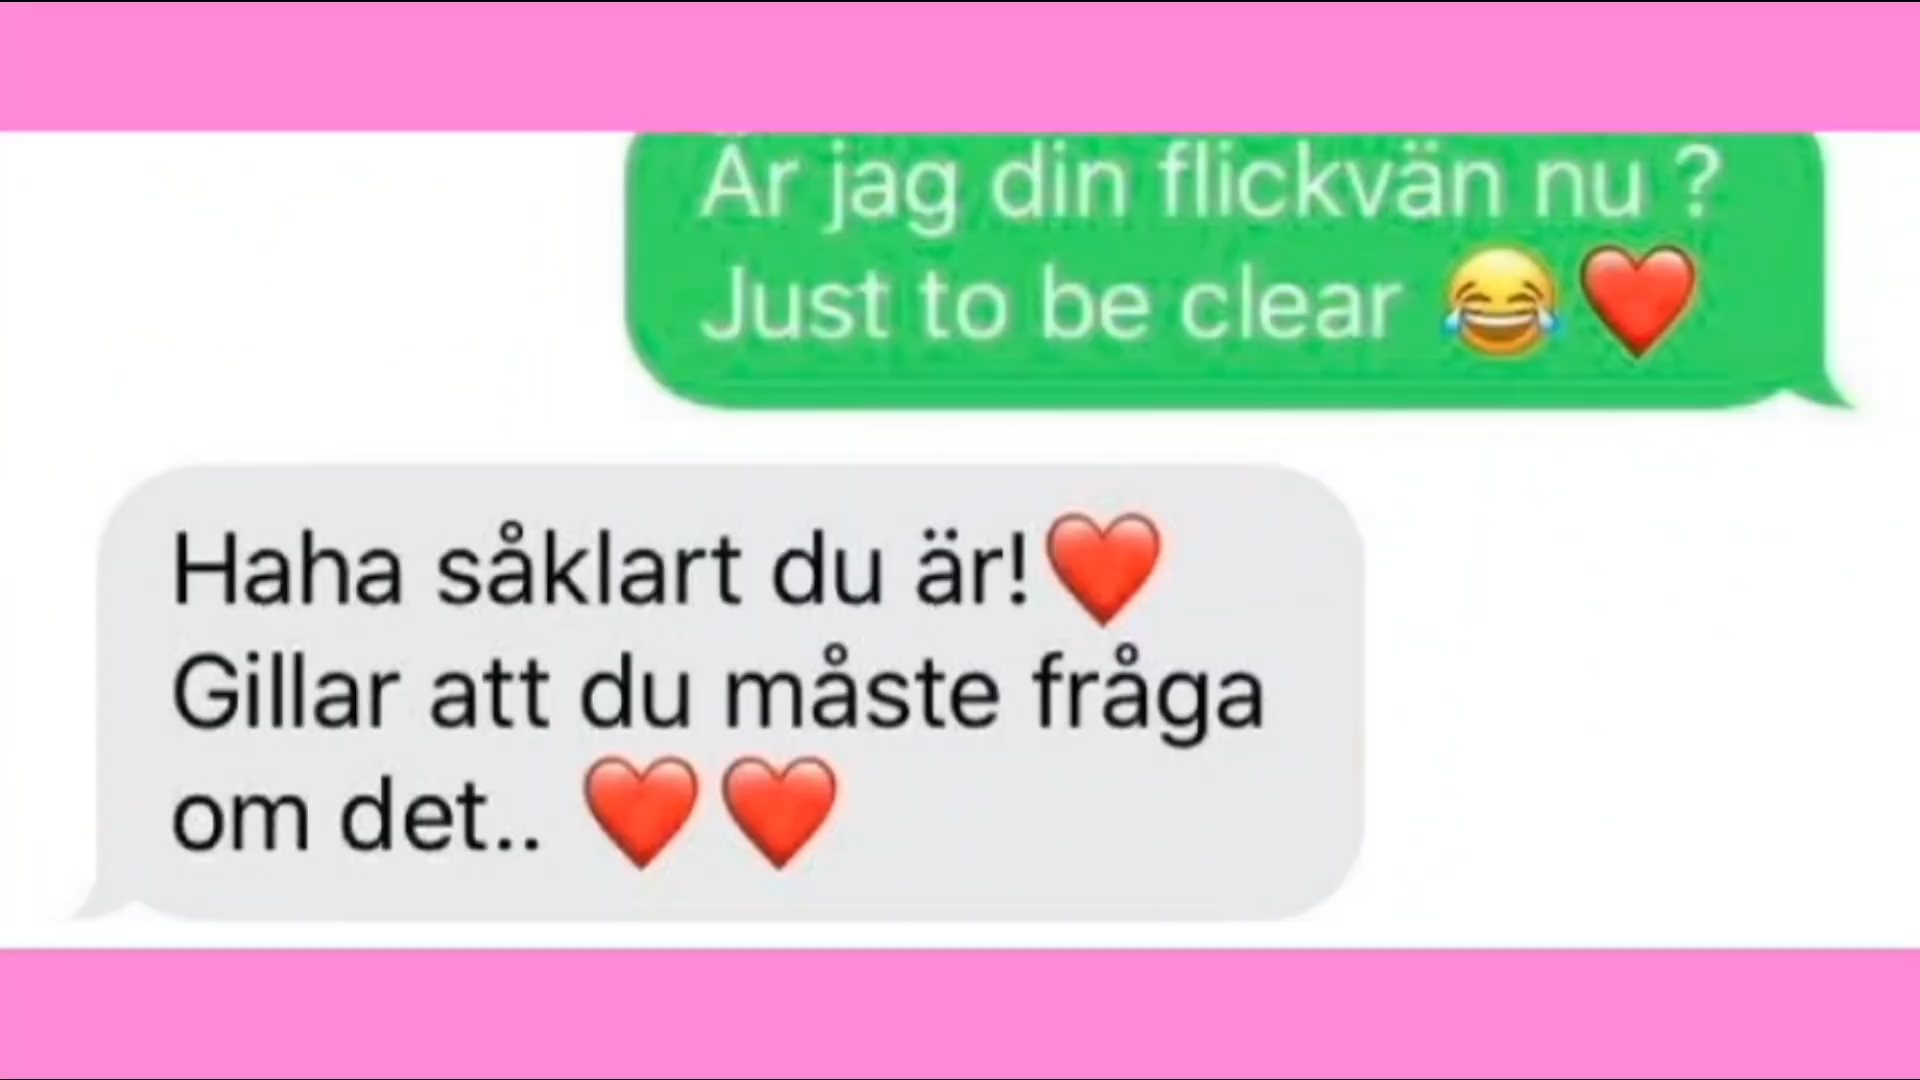 Är jag din flickvän nu ?
Just to be clear 😂❤️
Haha såklart du är!❤️
Gillar att du måste fråga
om det.. ❤️❤️